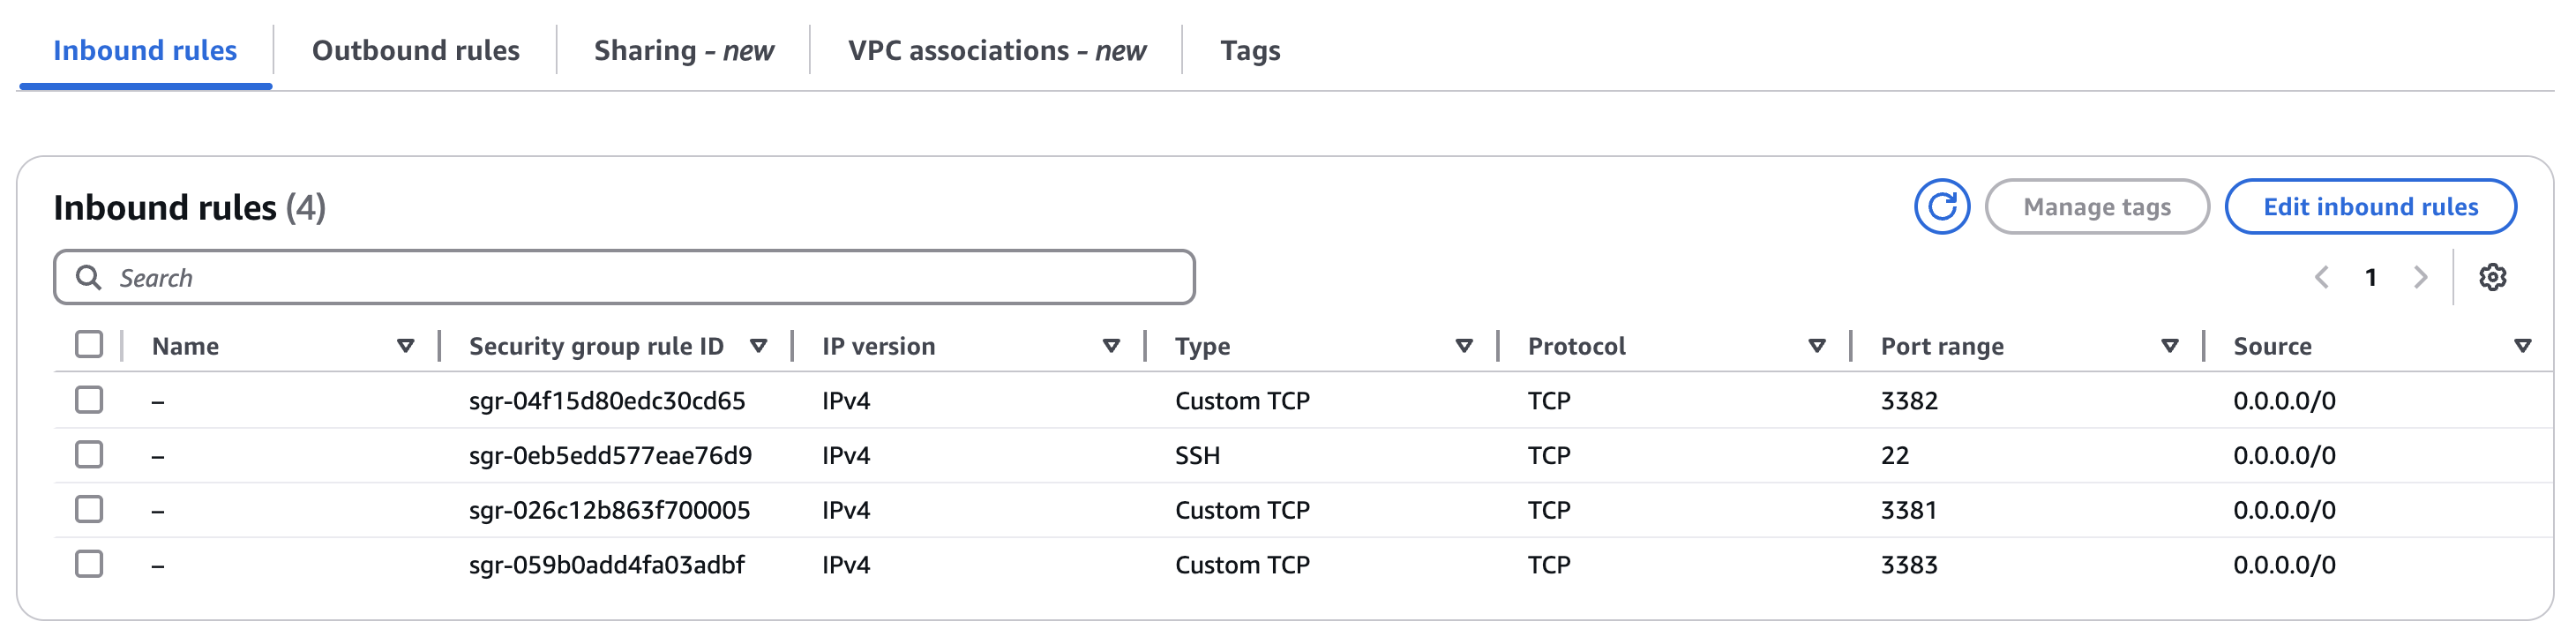 Inbound rules Outbound rules Sharing - new VPC associations - new Tags
Inbound rules (4) Manage tags Edit inbound rules
Search 1
Name Security group rule ID IP version Type Protocol Port range Source
– sgr-04f15d80edc30cd65 IPv4 Custom TCP TCP 3382 0.0.0.0/0
– sgr-0eb5edd577eae76d9 IPv4 SSH TCP 22 0.0.0.0/0
– sgr-026c12b863f700005 IPv4 Custom TCP TCP 3381 0.0.0.0/0
– sgr-059b0add4fa03adbf IPv4 Custom TCP TCP 3383 0.0.0.0/0